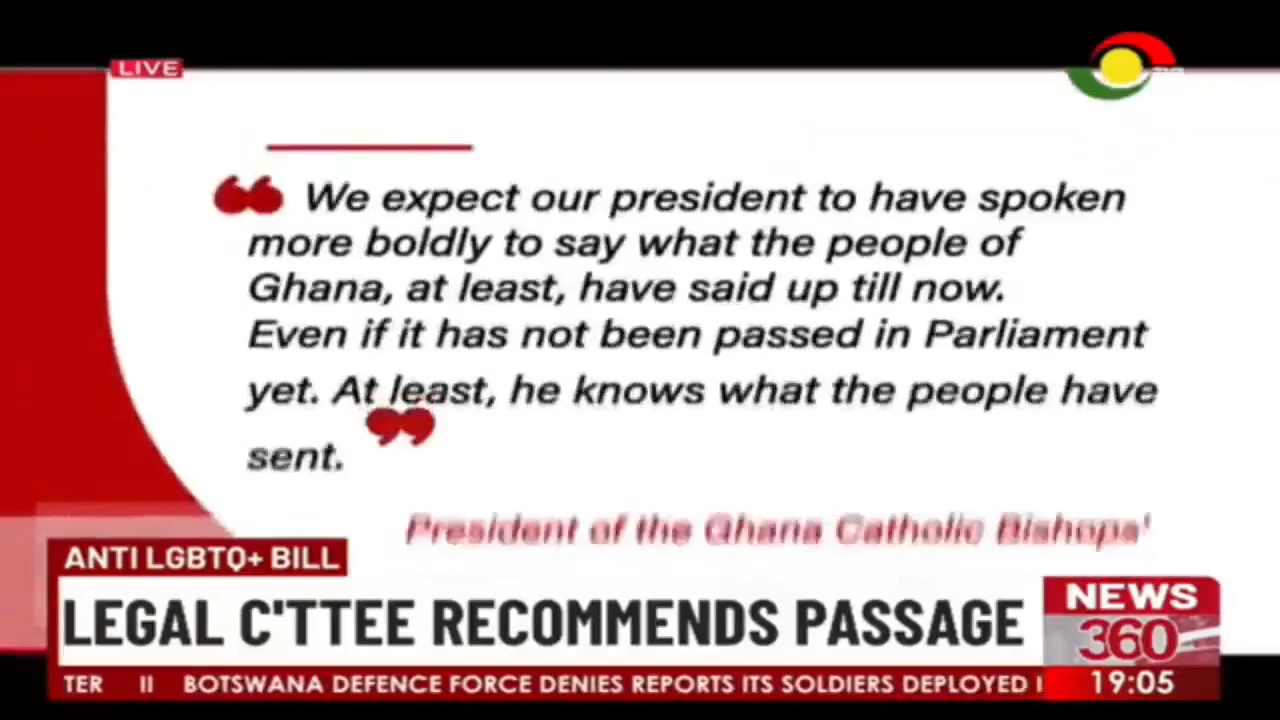 LIVE
“ We expect our president to have spoken
more boldly to say what the people of
Ghana, at least, have said up till now.
Even if it has not been passed in Parliament
yet. At least, he knows what the people have
sent. ”
President of the Ghana Catholic Bishops'
ANTI LGBTQ+ BILL
LEGAL C'TTEE RECOMMENDS PASSAGE
NEWS
360
TER II BOTSWANA DEFENCE FORCE DENIES REPORTS ITS SOLDIERS DEPLOYED
19:05